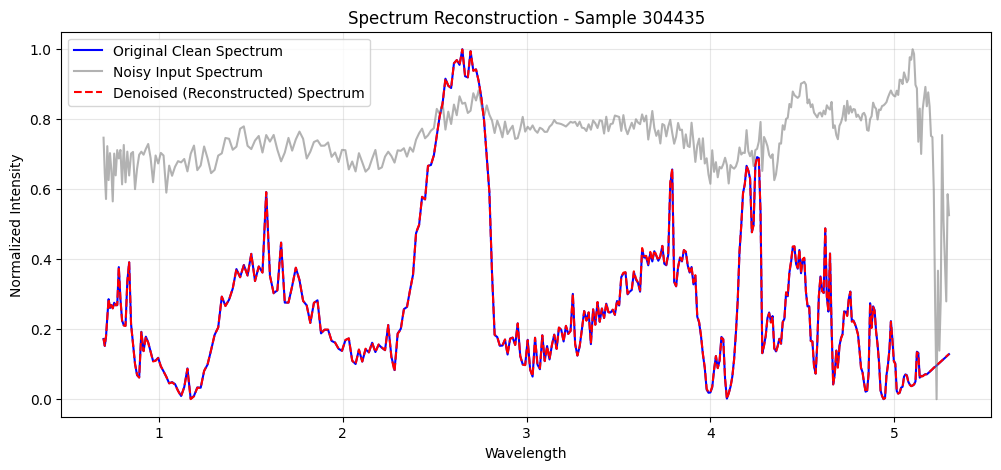 Spectrum Reconstruction - Sample 304435
Original Clean Spectrum
Noisy Input Spectrum
Denoised (Reconstructed) Spectrum
Normalized Intensity
1.0
0.8
0.6
0.4
0.2
0.0
1 2 3 4 5
Wavelength